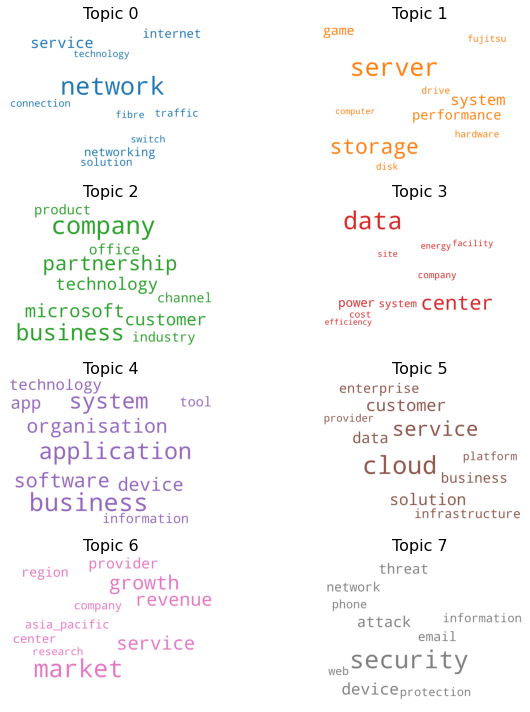 Topic 0
internet
service
technology
network
connection
fibre traffic
switch
networking
solution
Topic 1
game
fujitsu
server
drive
system
computer
performance
hardware
storage
disk
Topic 2
product
company
office
partnership
technology
channel
microsoft
customer
business
industry
Topic 3
data
energy facility
site
company
power system center
cost
efficiency
Topic 4
technology
app system tool
organisation
application
software device
business
information
Topic 5
enterprise
customer
provider
service
data
platform
cloud
business
solution
infrastructure
Topic 6
provider
region
growth
revenue
company
asia_pacific
center
service
research
market
Topic 7
threat
network
phone
information
attack
email
security
web
device protection